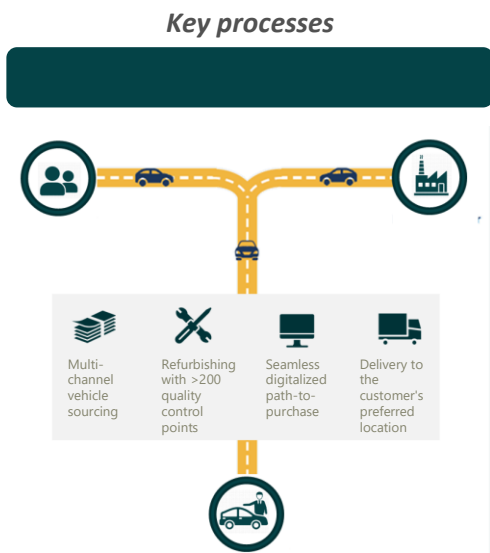 Key processes
Multi-
channel
vehicle
sourcing
Refurbishing
with >200
quality
control
points
Seamless
digitalized
path-to-
purchase
Delivery to
the
customer's
preferred
location